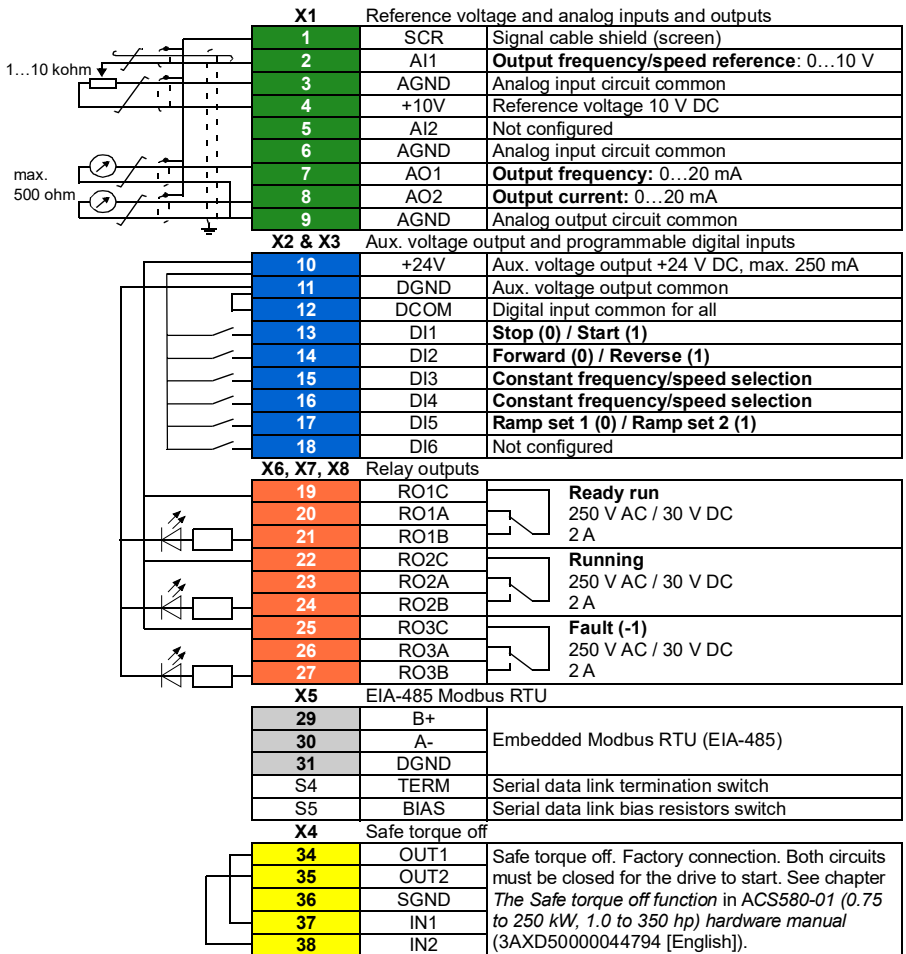 X1 Reference voltage and analog inputs and outputs
1 SCR Signal cable shield (screen)
2 AI1 Output frequency/speed reference: 0…10 V
1…10 kohm
3 AGND Analog input circuit common
4 +10V Reference voltage 10 V DC
5 AI2 Not configured
6 AGND Analog input circuit common
max.
500 ohm
7 AO1 Output frequency: 0…20 mA
8 AO2 Output current: 0…20 mA
9 AGND Analog output circuit common
X2 & X3 Aux. voltage output and programmable digital inputs
10 +24V Aux. voltage output +24 V DC, max. 250 mA
11 DGND Aux. voltage output common
12 DCOM Digital input common for all
13 DI1 Stop (0) / Start (1)
14 DI2 Forward (0) / Reverse (1)
15 DI3 Constant frequency/speed selection
16 DI4 Constant frequency/speed selection
17 DI5 Ramp set 1 (0) / Ramp set 2 (1)
18 DI6 Not configured
X6, X7, X8 Relay outputs
19 RO1C Ready run
20 RO1A 250 V AC / 30 V DC
21 RO1B 2 A
22 RO2C Running
23 RO2A 250 V AC / 30 V DC
24 RO2B 2 A
25 RO3C Fault (-1)
26 RO3A 250 V AC / 30 V DC
27 RO3B 2 A
X5 EIA-485 Modbus RTU
29 B+
30 A- Embedded Modbus RTU (EIA-485)
31 DGND
S4 TERM Serial data link termination switch
S5 BIAS Serial data link bias resistors switch
X4 Safe torque off
34 OUT1 Safe torque off. Factory connection. Both circuits
35 OUT2 must be closed for the drive to start. See chapter
36 SGND The Safe torque off function in ACS580-01 (0.75
37 IN1 to 250 kW, 1.0 to 350 hp) hardware manual
38 IN2 (3AXD50000044794 [English]).